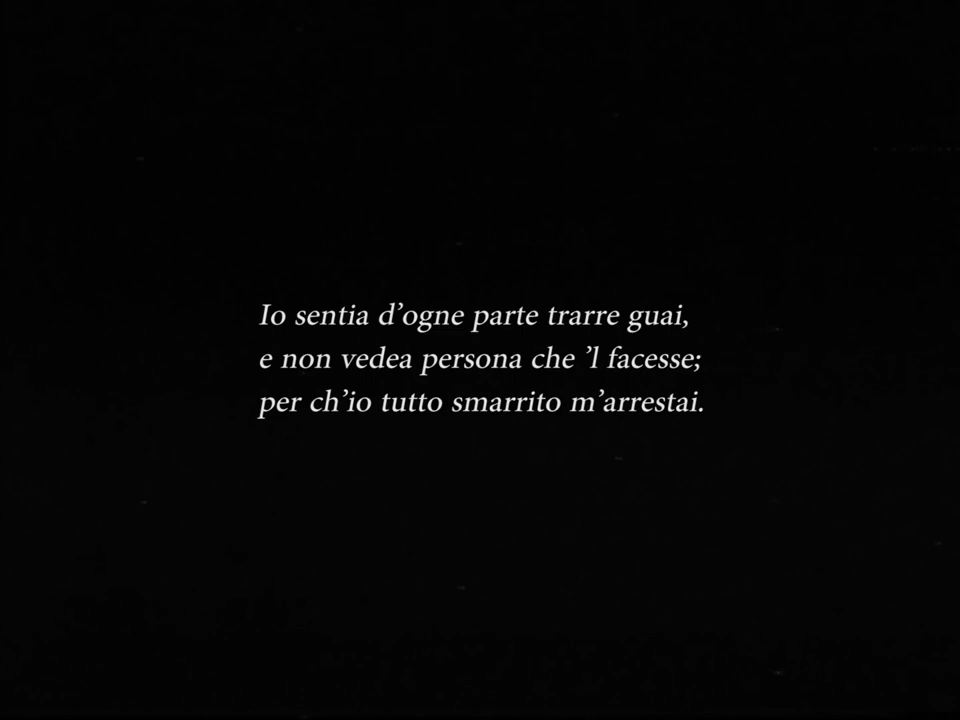 Io sentia d’ogne parte trarre guai,
e non vedea persona che ’l facesse;
per ch’io tutto smarrito m’arrestai.